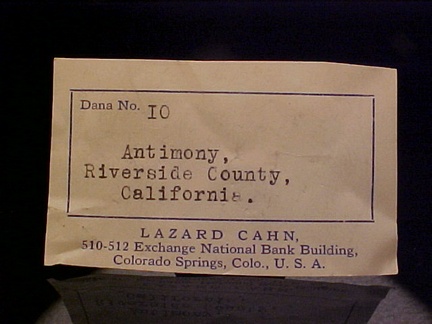 Dana No. 10
Antimony,
Riverside County,
California.
LAZARD CAHN,
510-512 Exchange National Bank Building,
Colorado Springs, Colo., U. S. A.